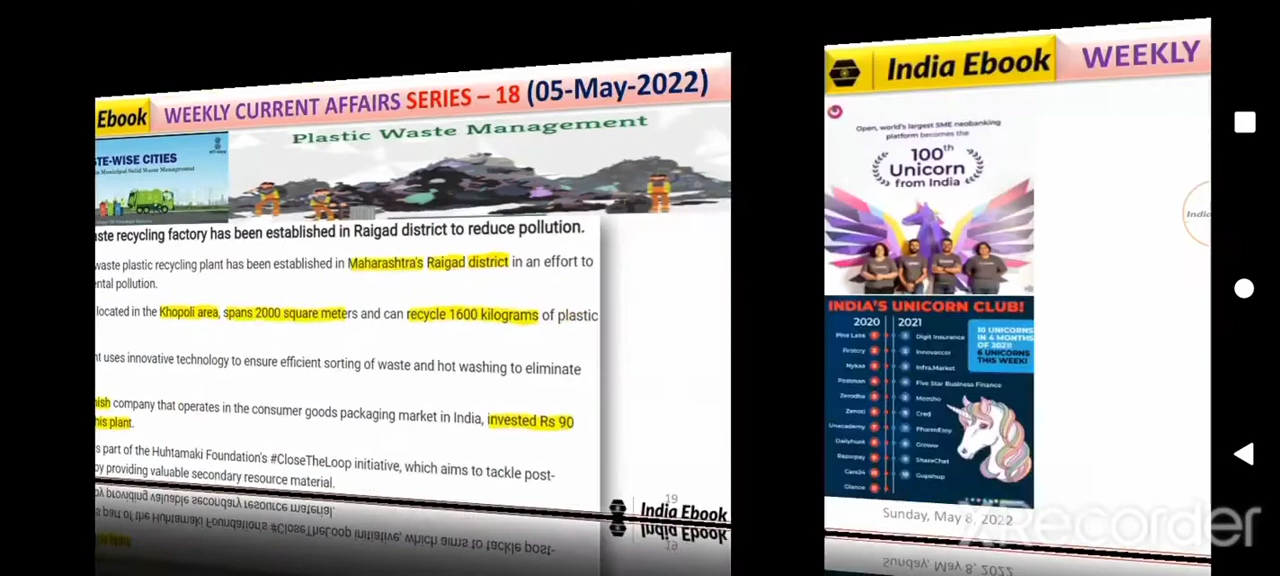 Ebook
WEEKLY CURRENT AFFAIRS SERIES – 18 (05-May-2022)
TE-WISE CITIES
Municipal Solid Waste Management
Plastic Waste Management
ste recycling factory has been established in Raigad district to reduce pollution.
waste plastic recycling plant has been established in Maharashtra's Raigad district in an effort to
ntal pollution.
located in the Khopoli area, spans 2000 square meters and can recycle 1600 kilograms of plastic
t uses innovative technology to ensure efficient sorting of waste and hot washing to eliminate
nish company that operates in the consumer goods packaging market in India, invested Rs 90
his plant.
s part of the Huhtamaki Foundation's #CloseTheLoop initiative, which aims to tackle post-
by providing valuable secondary resource material.
19
India Ebook
India Ebook
WEEKLY
Open, world's largest SME neobanking
platform becomes the
100th
Unicorn
from India
INDIA'S UNICORN CLUB!
2020
2021
Pine Labs
Firstcry
Nykaa
Postman
Zerodha
Zenoti
Unacademy
Dailyhunt
Razorpay
Cars24
Glance
Digit Insurance
Innovaccer
Infra.Market
Five Star Business Finance
Meesho
Cred
PharmEasy
Groww
ShareChat
Gupshup
10 UNICORNS
IN 4 MONTHS
OF 2021!
6 UNICORNS
THIS WEEK!
Sunday, May 8, 2022
India
XRecorder